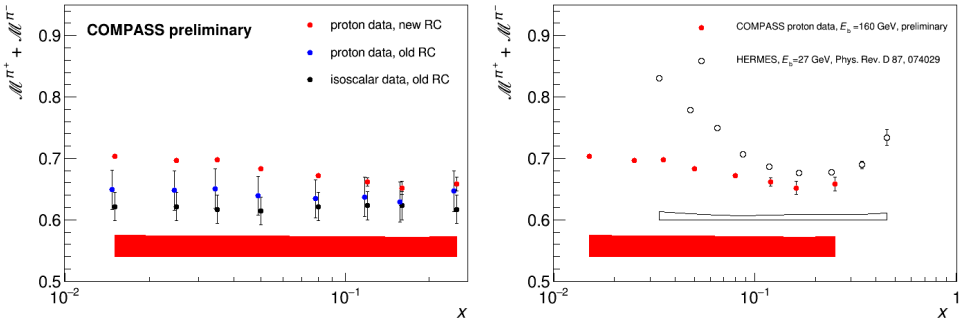 ℳ^π⁺ + ℳ^π⁻
0.9
0.8
0.7
0.6
0.5
COMPASS preliminary
proton data, new RC
proton data, old RC
isoscalar data, old RC
10⁻²
10⁻¹
x
ℳ^π⁺ + ℳ^π⁻
0.9
0.8
0.7
0.6
0.5
COMPASS proton data, E_b =160 GeV, preliminary
HERMES, E_b=27 GeV, Phys. Rev. D 87, 074029
10⁻²
10⁻¹
1
x